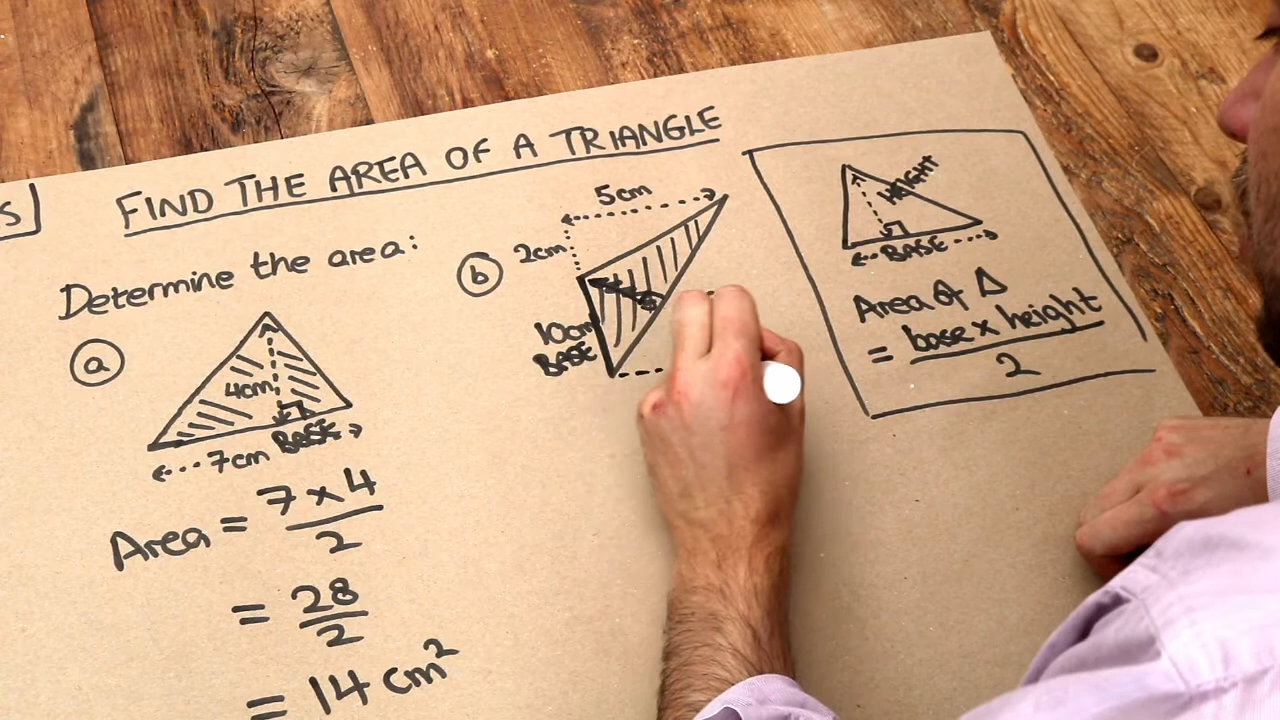 S
FIND THE AREA OF A TRIANGLE
Determine the area:
a
4cm
7cm BASE
Area = 7 x 4
2
= 28
2
= 14 cm²
b
5cm
2cm
10cm
BASE
HEIGHT
BASE
Area of Δ
= base x height
2